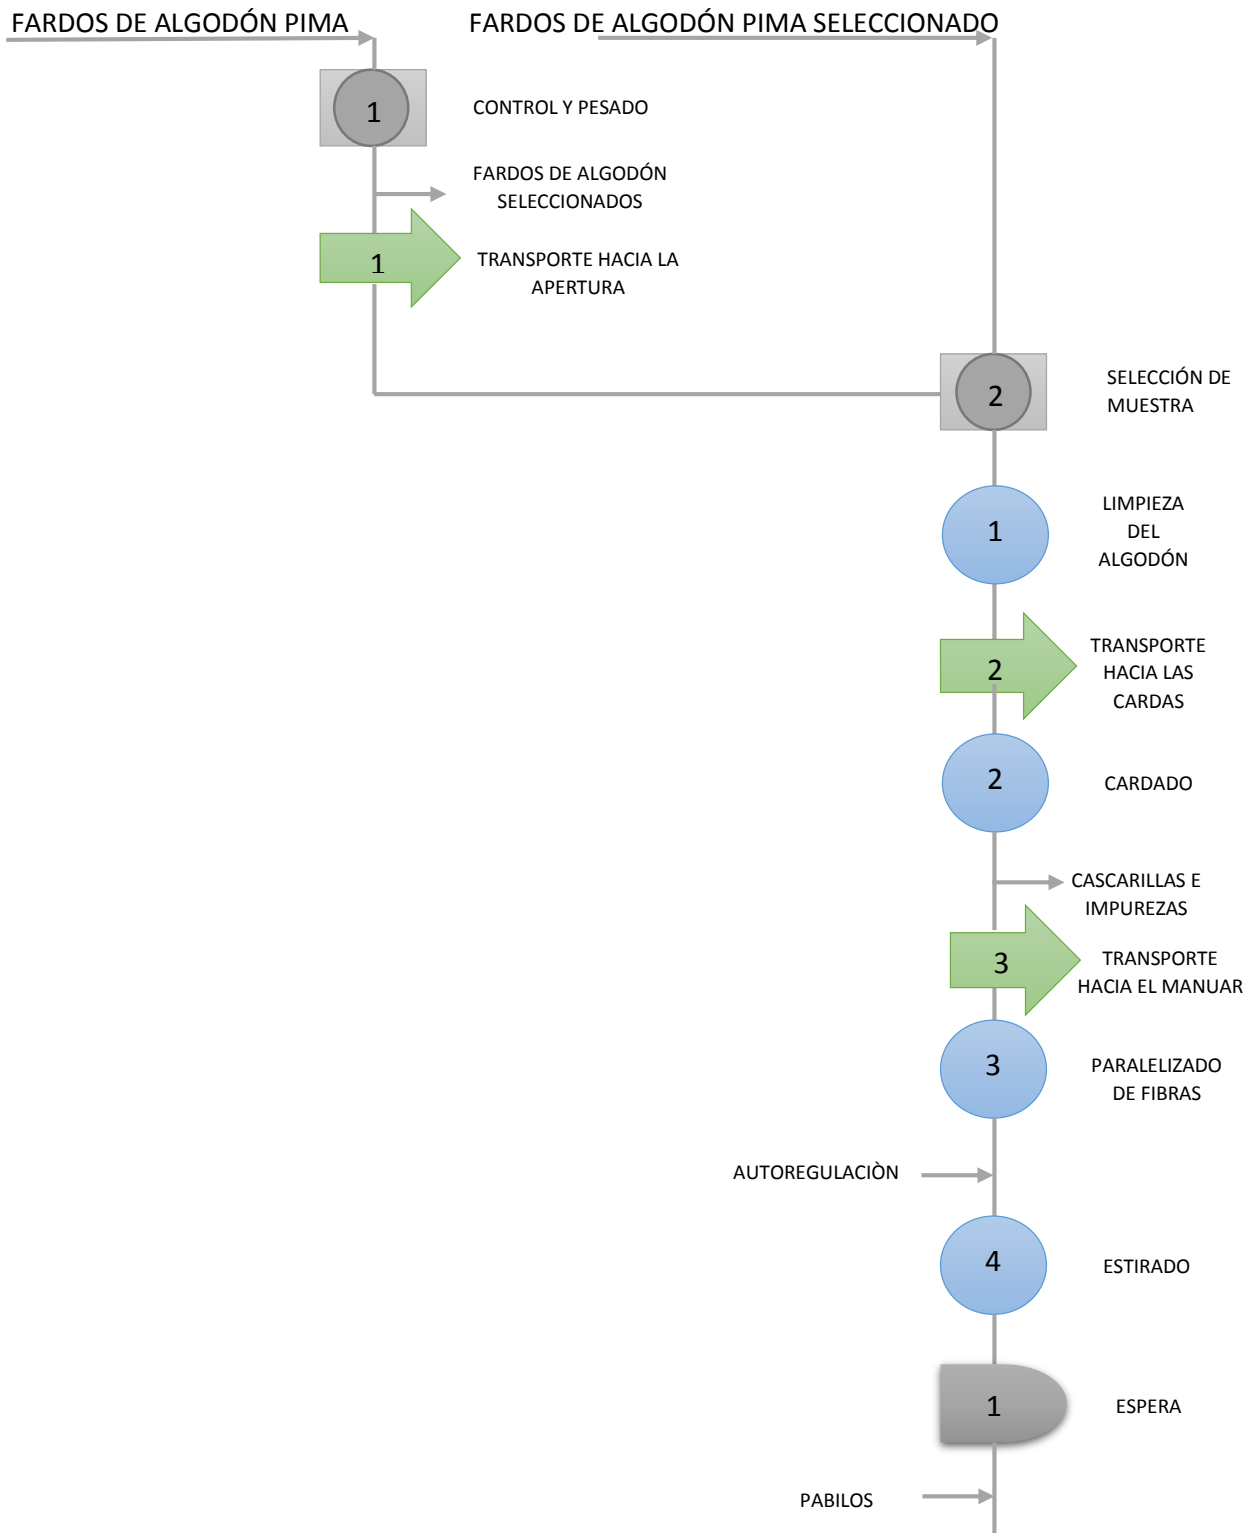 FARDOS DE ALGODÓN PIMA
FARDOS DE ALGODÓN PIMA SELECCIONADO
1
CONTROL Y PESADO
FARDOS DE ALGODÓN
SELECCIONADOS
1
TRANSPORTE HACIA LA
APERTURA
2
SELECCIÓN DE
MUESTRA
1
LIMPIEZA
DEL
ALGODÓN
2
TRANSPORTE
HACIA LAS
CARDAS
2
CARDADO
CASCARILLAS E
IMPUREZAS
3
TRANSPORTE
HACIA EL MANUAR
3
PARALELIZADO
DE FIBRAS
AUTOREGULACIÒN
4
ESTIRADO
1
ESPERA
PABILOS